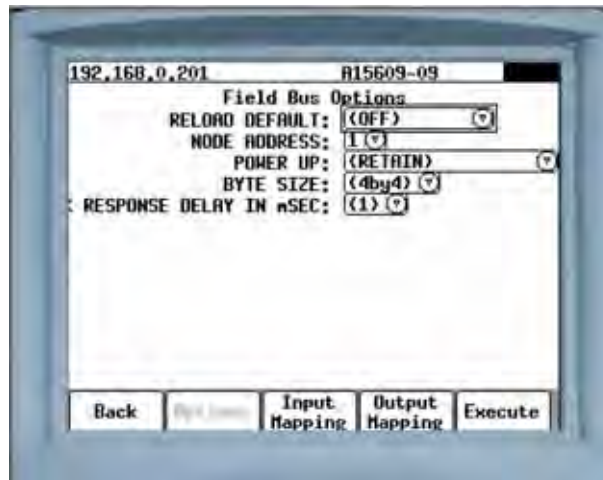 192.168.0.201 A15609-09
Field Bus Options
RELOAD DEFAULT: (OFF)
NODE ADDRESS: 1
POWER UP: (RETAIN)
BYTE SIZE: (4by4)
RESPONSE DELAY IN mSEC: (1)
Back Options Input Mapping Output Mapping Execute